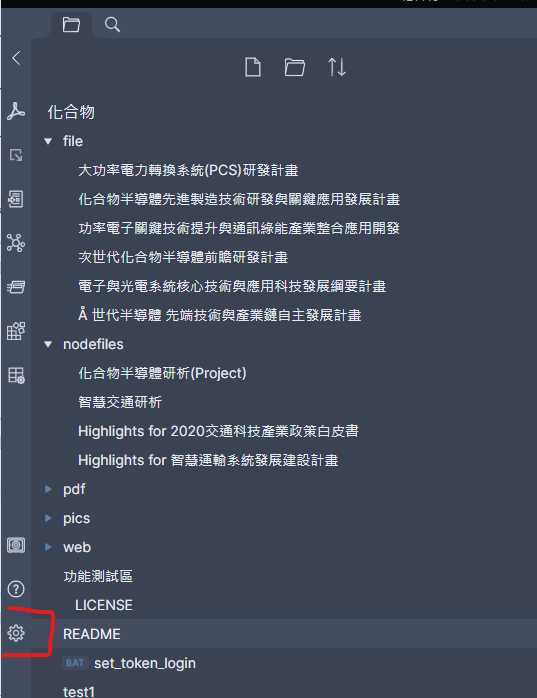 化合物
file
大功率電力轉換系統(PCS)研發計畫
化合物半導體先進製造技術研發與關鍵應用發展計畫
功率電子關鍵技術提升與通訊綠能產業整合應用開發
次世代化合物半導體前瞻研發計畫
電子與光電系統核心技術與應用科技發展綱要計畫
Å 世代半導體 先端技術與產業鏈自主發展計畫
nodefiles
化合物半導體研析(Project)
智慧交通研析
Highlights for 2020交通科技產業政策白皮書
Highlights for 智慧運輸系統發展建設計畫
pdf
pics
web
功能測試區
LICENSE
README
BAT set_token_login
test1